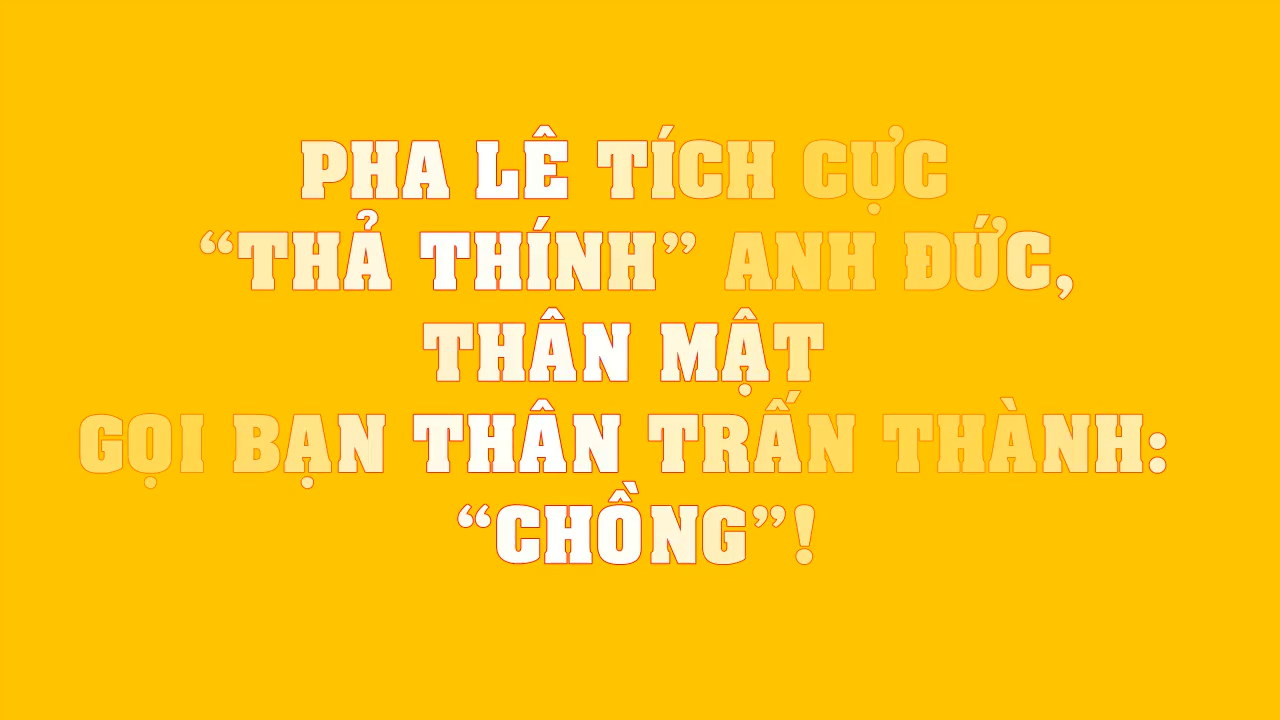 PHA LÊ TÍCH CỰC
“THẢ THÍNH” ANH ĐỨC,
THÂN MẬT
GỌI BẠN THÂN TRẤN THÀNH:
“CHỒNG”!